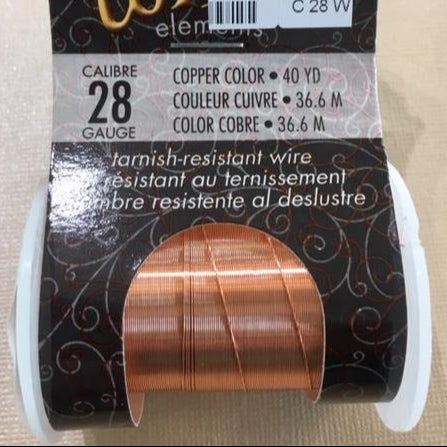 C 28 W
elements
CALIBRE
28
GAUGE
COPPER COLOR • 40 YD
COULEUR CUIVRE • 36.6 M
COLOR COBRE • 36.6 M
tarnish-resistant wire
résistant au ternissement
resistente al deslustre